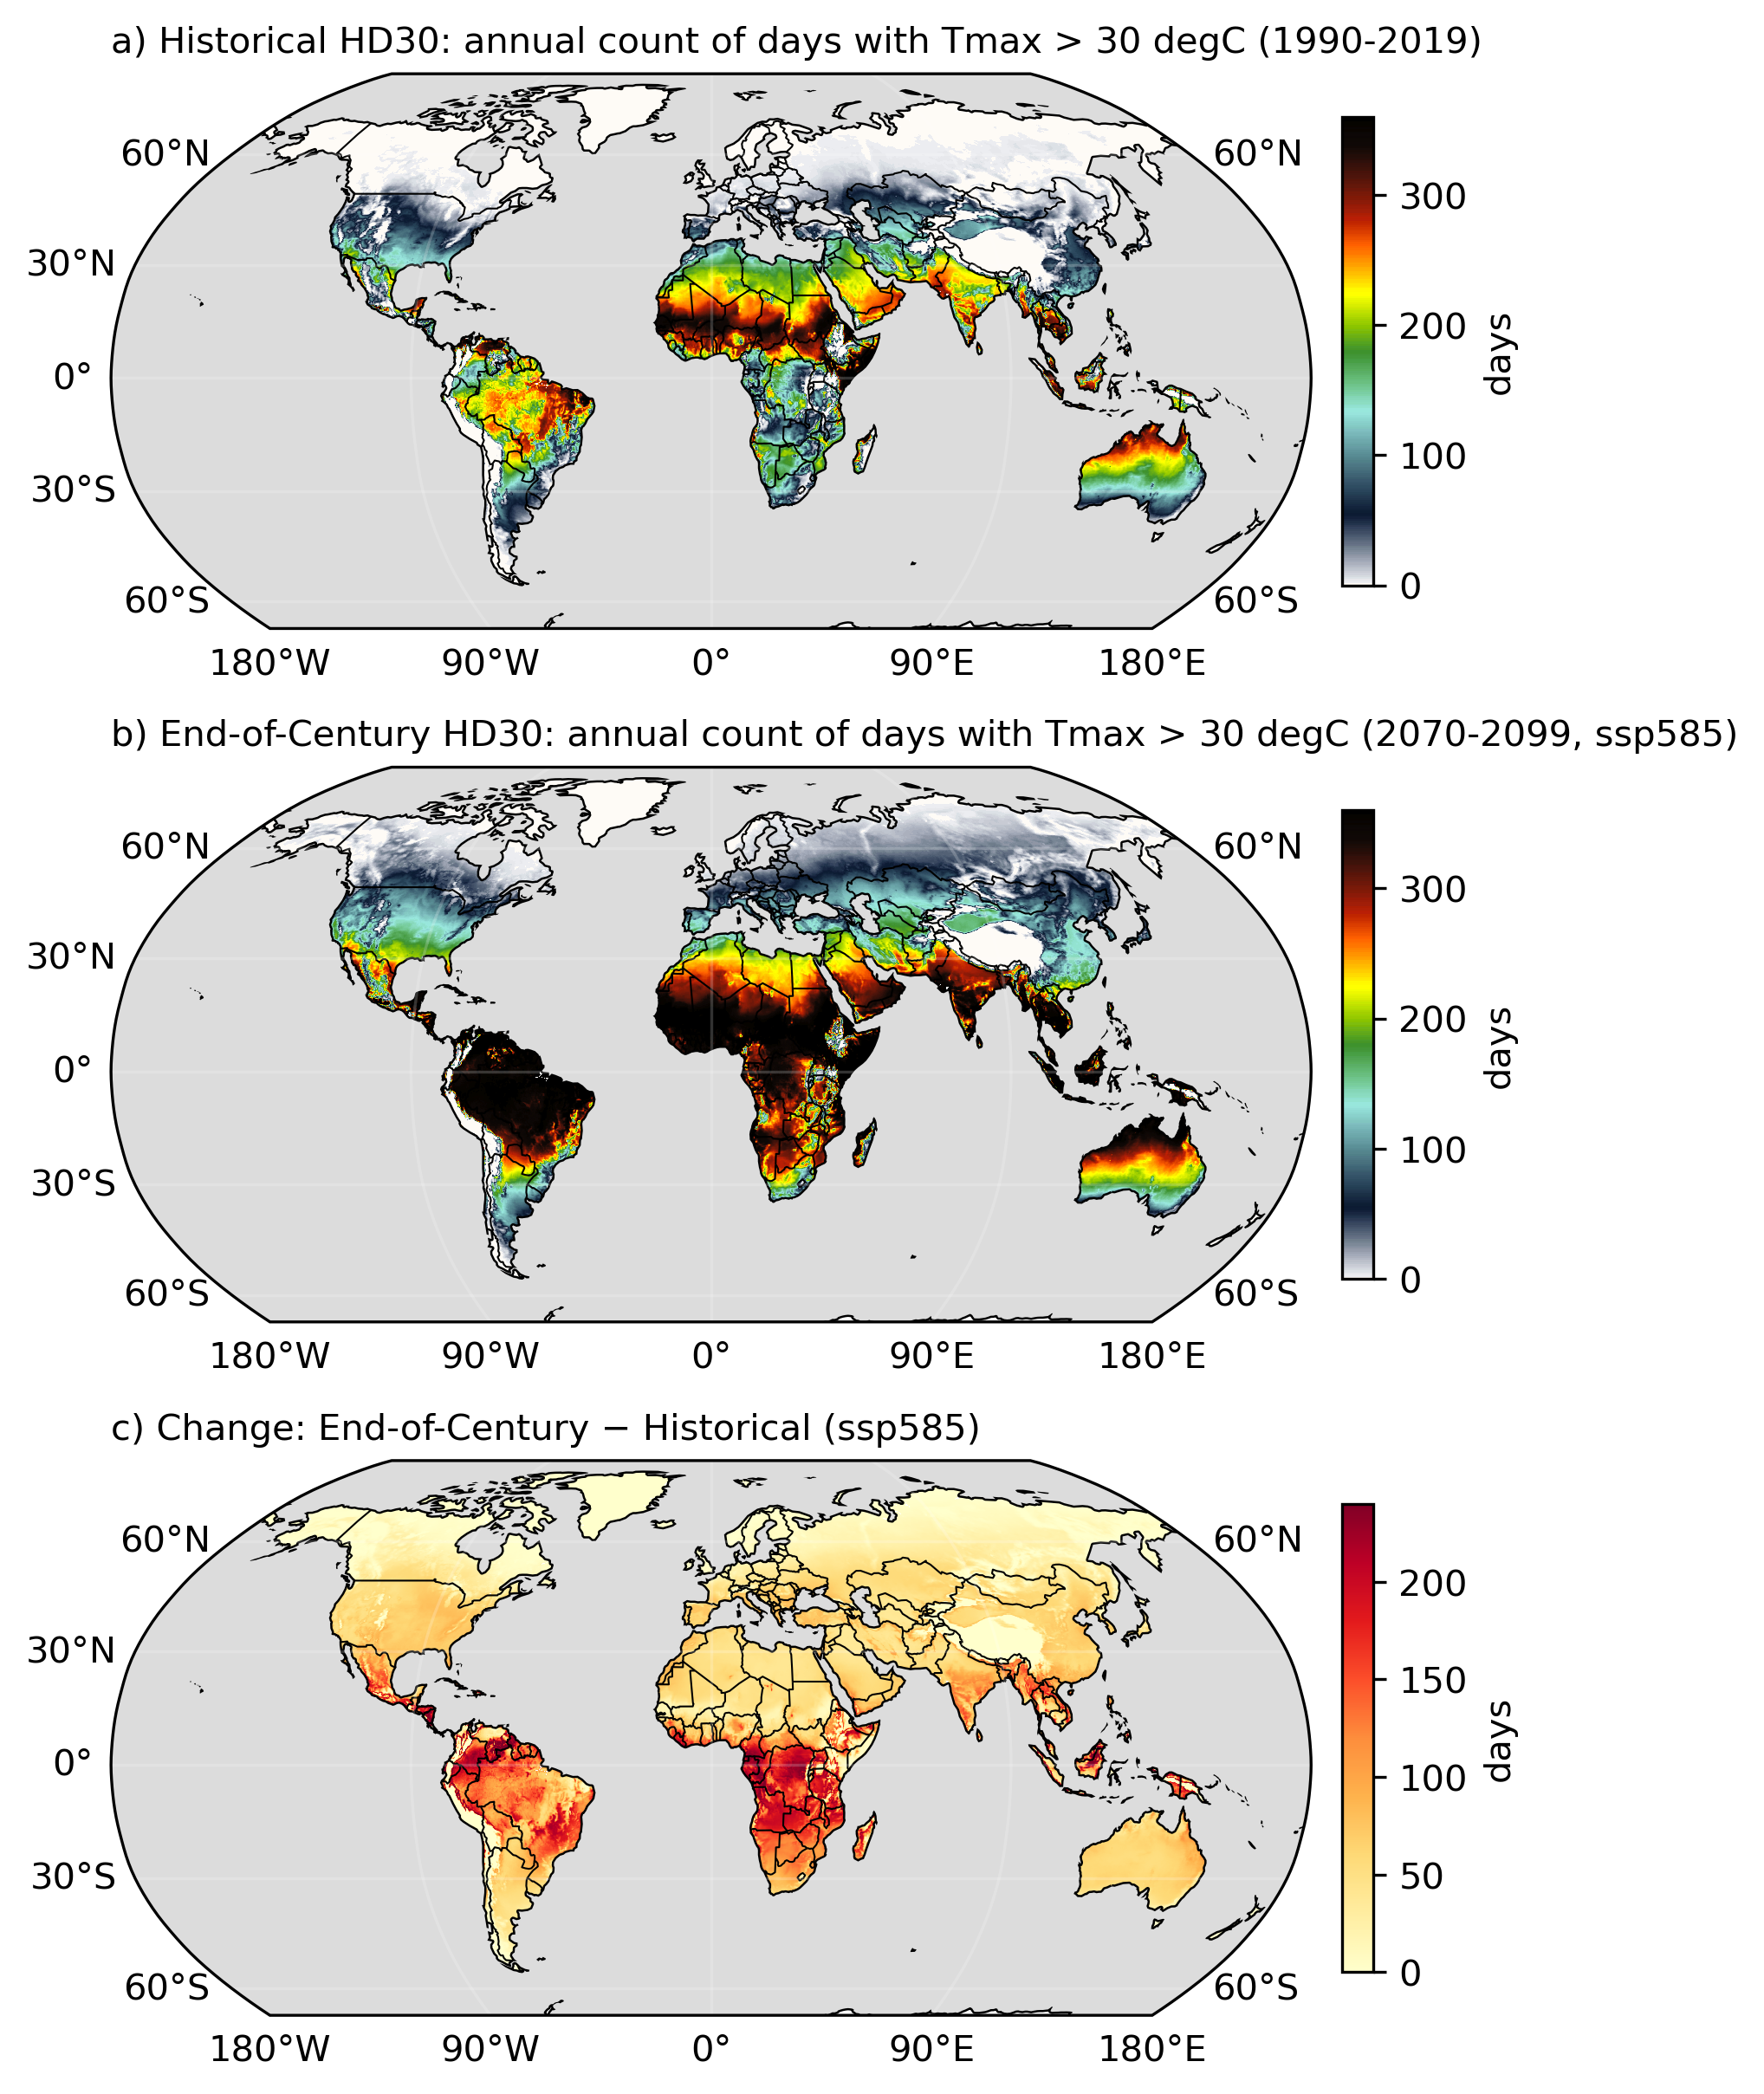 a) Historical HD30: annual count of days with Tmax > 30 degC (1990-2019)
60°N 60°N
30°N
0°
30°S
60°S 60°S
180°W 90°W 0° 90°E 180°E
300
200
100
0
days
b) End-of-Century HD30: annual count of days with Tmax > 30 degC (2070-2099, ssp585)
60°N 60°N
30°N
0°
30°S
60°S 60°S
180°W 90°W 0° 90°E 180°E
300
200
100
0
days
c) Change: End-of-Century − Historical (ssp585)
60°N 60°N
30°N
0°
30°S
60°S 60°S
180°W 90°W 0° 90°E 180°E
200
150
100
50
0
days